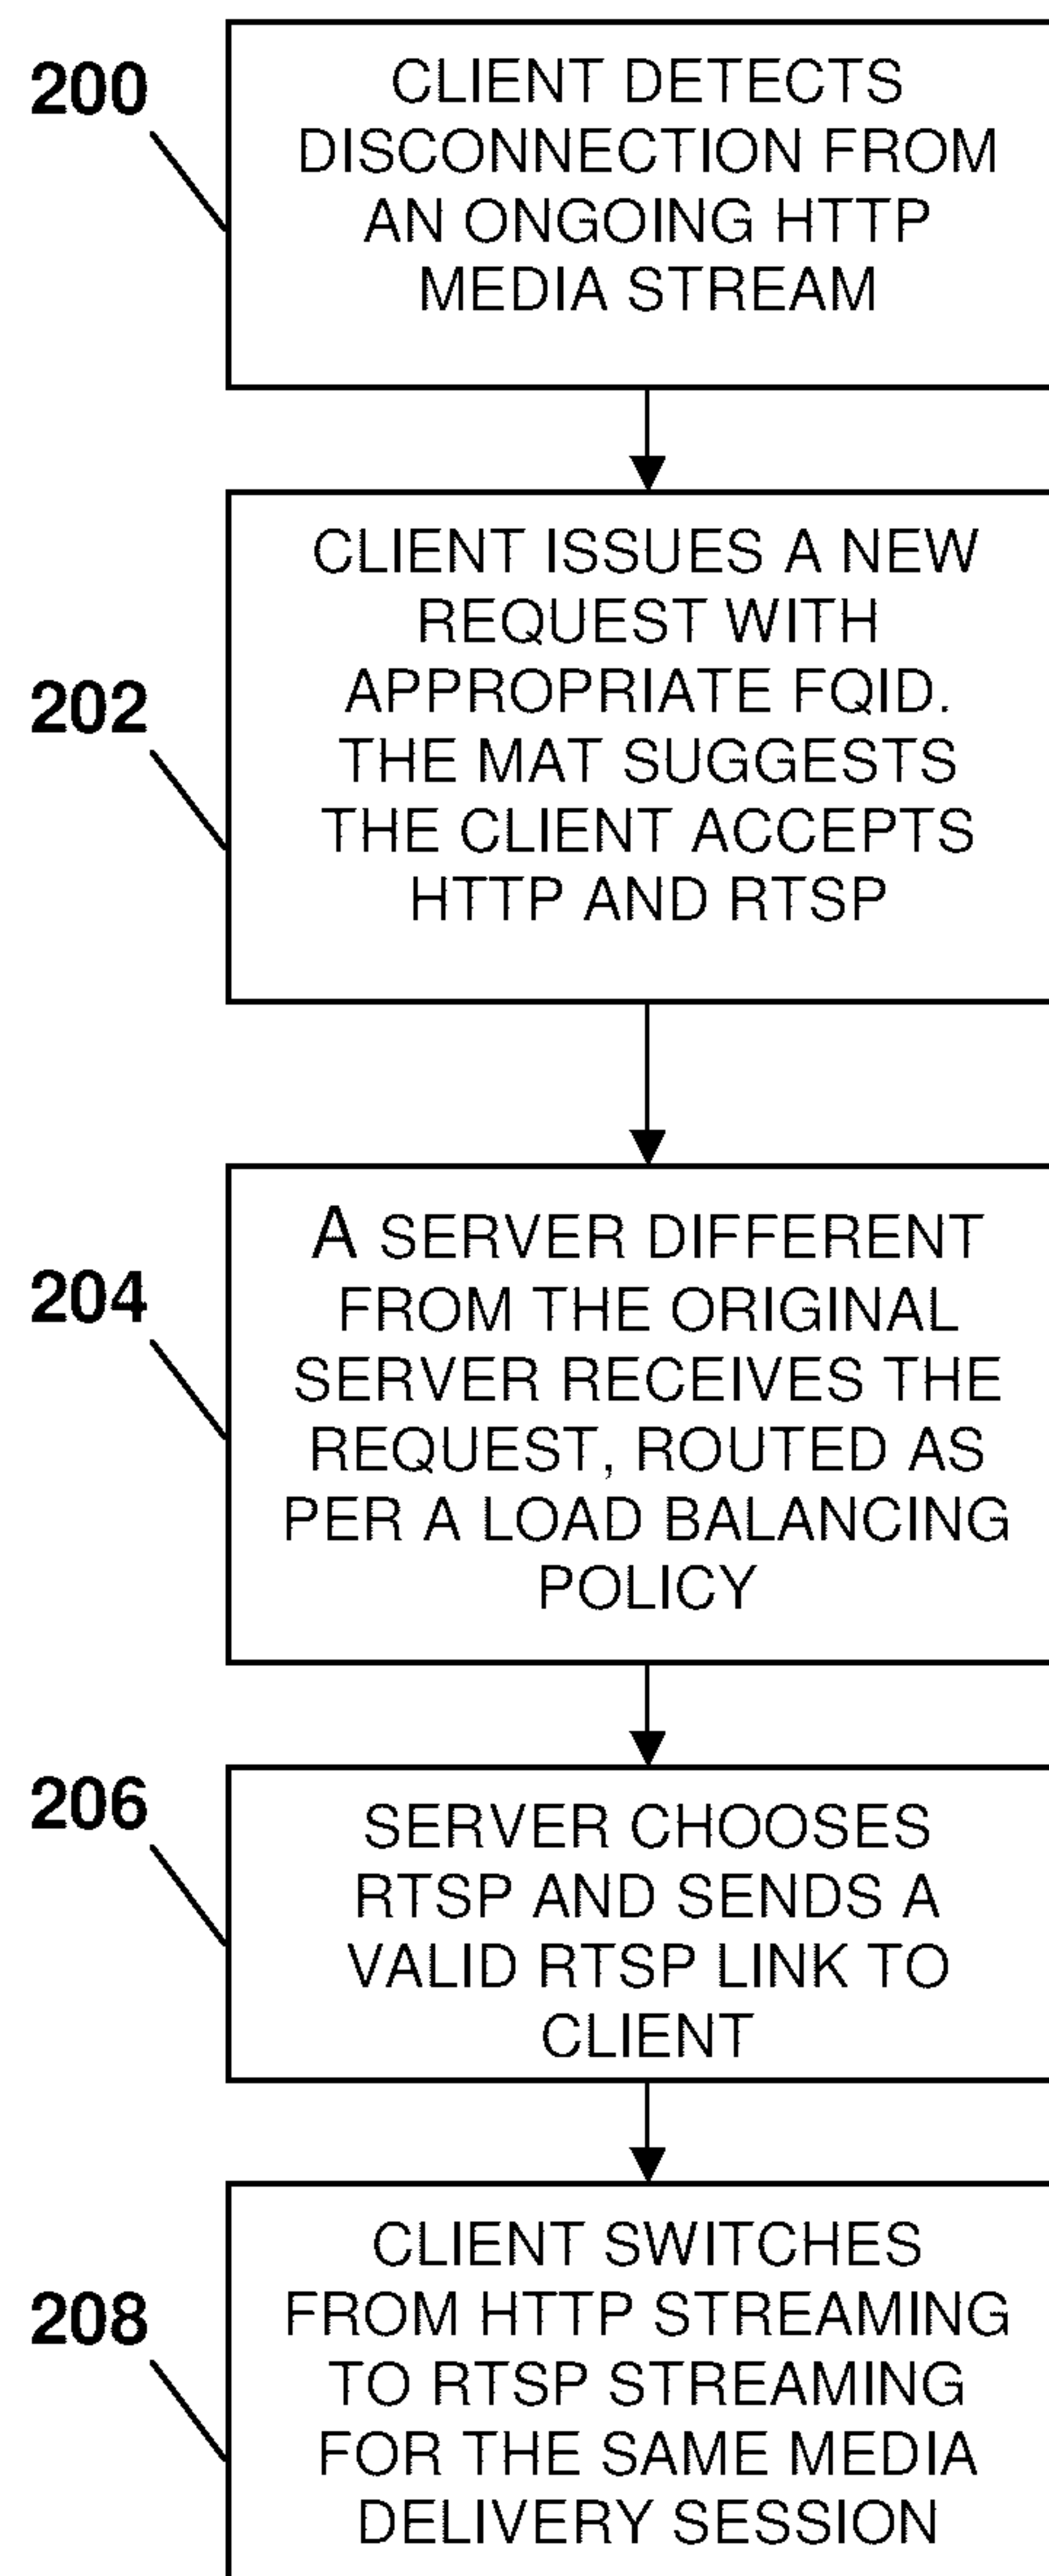 200
CLIENT DETECTS
DISCONNECTION FROM
AN ONGOING HTTP
MEDIA STREAM
202
CLIENT ISSUES A NEW
REQUEST WITH
APPROPRIATE FQID.
THE MAT SUGGESTS
THE CLIENT ACCEPTS
HTTP AND RTSP
204
A SERVER DIFFERENT
FROM THE ORIGINAL
SERVER RECEIVES THE
REQUEST, ROUTED AS
PER A LOAD BALANCING
POLICY
206
SERVER CHOOSES
RTSP AND SENDS A
VALID RTSP LINK TO
CLIENT
208
CLIENT SWITCHES
FROM HTTP STREAMING
TO RTSP STREAMING
FOR THE SAME MEDIA
DELIVERY SESSION